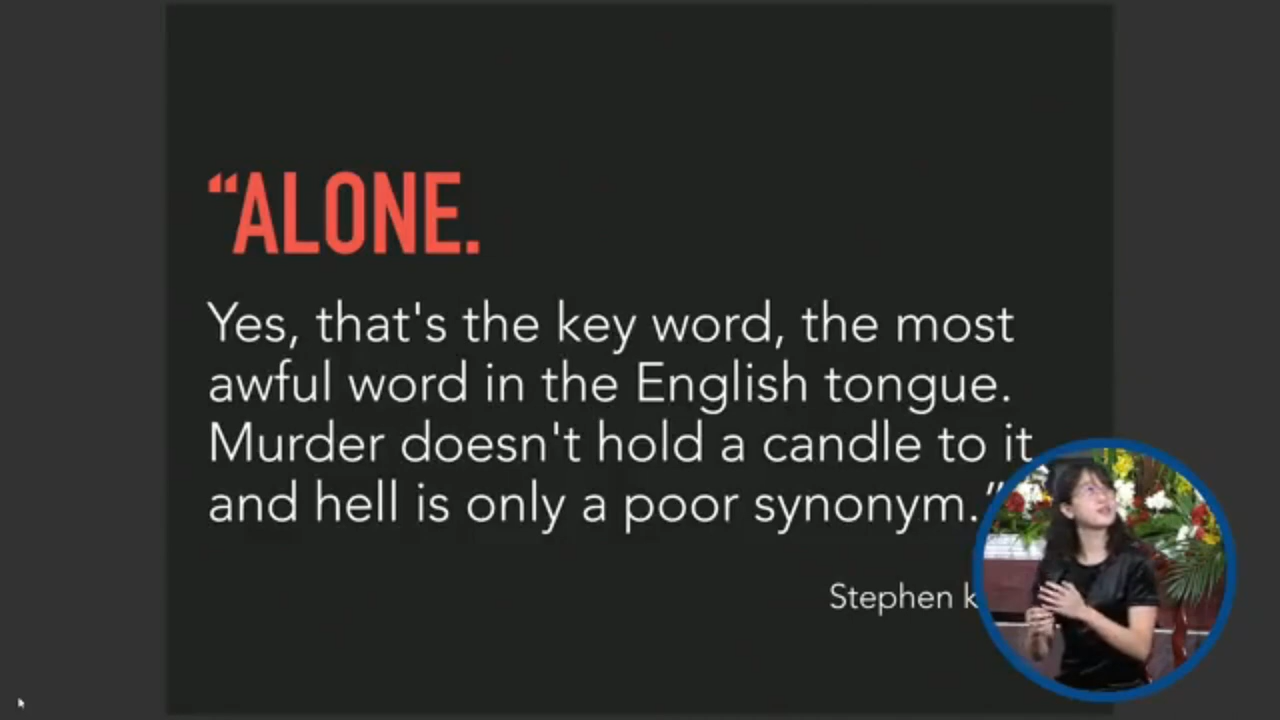 “ALONE.
Yes, that's the key word, the most
awful word in the English tongue.
Murder doesn't hold a candle to it
and hell is only a poor synonym.”
Stephen